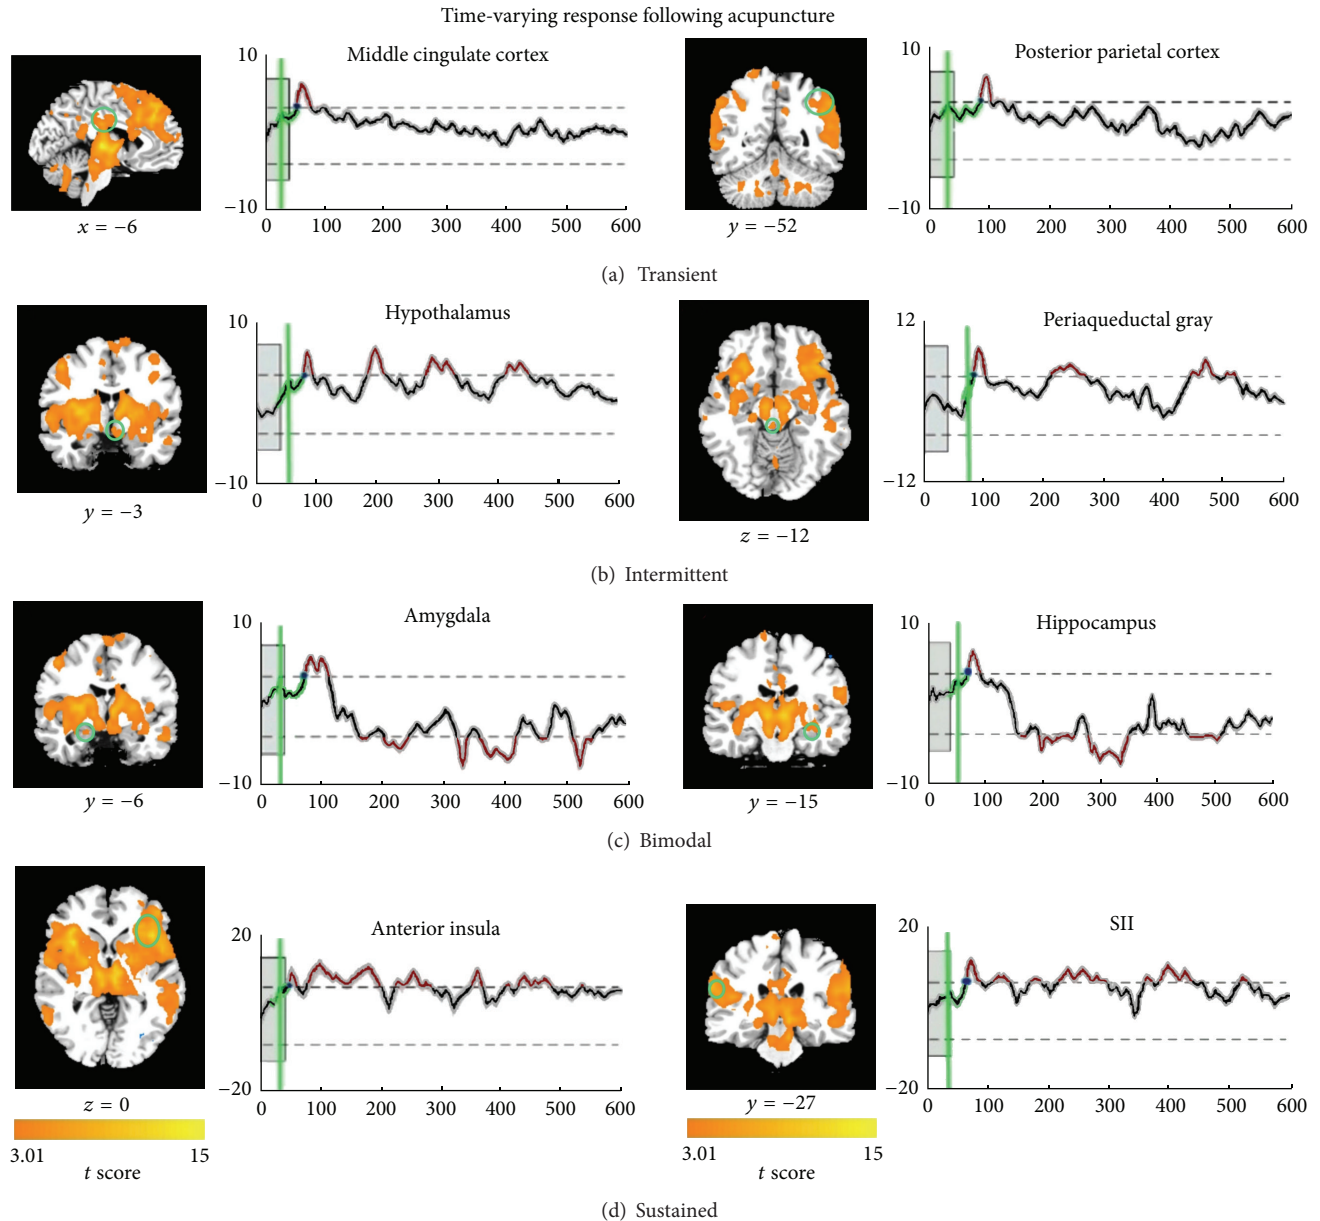 Time-varying response following acupuncture
Middle cingulate cortex
10
−10
0 100 200 300 400 500 600
x = −6
Posterior parietal cortex
10
−10
0 100 200 300 400 500 600
y = −52
(a) Transient
Hypothalamus
10
−10
0 100 200 300 400 500 600
y = −3
Periaqueductal gray
12
−12
0 100 200 300 400 500 600
z = −12
(b) Intermittent
Amygdala
10
−10
0 100 200 300 400 500 600
y = −6
Hippocampus
10
−10
0 100 200 300 400 500 600
y = −15
(c) Bimodal
Anterior insula
20
−20
0 100 200 300 400 500 600
z = 0
3.01 15
t score
SII
20
−20
0 100 200 300 400 500 600
y = −27
3.01 15
t score
(d) Sustained